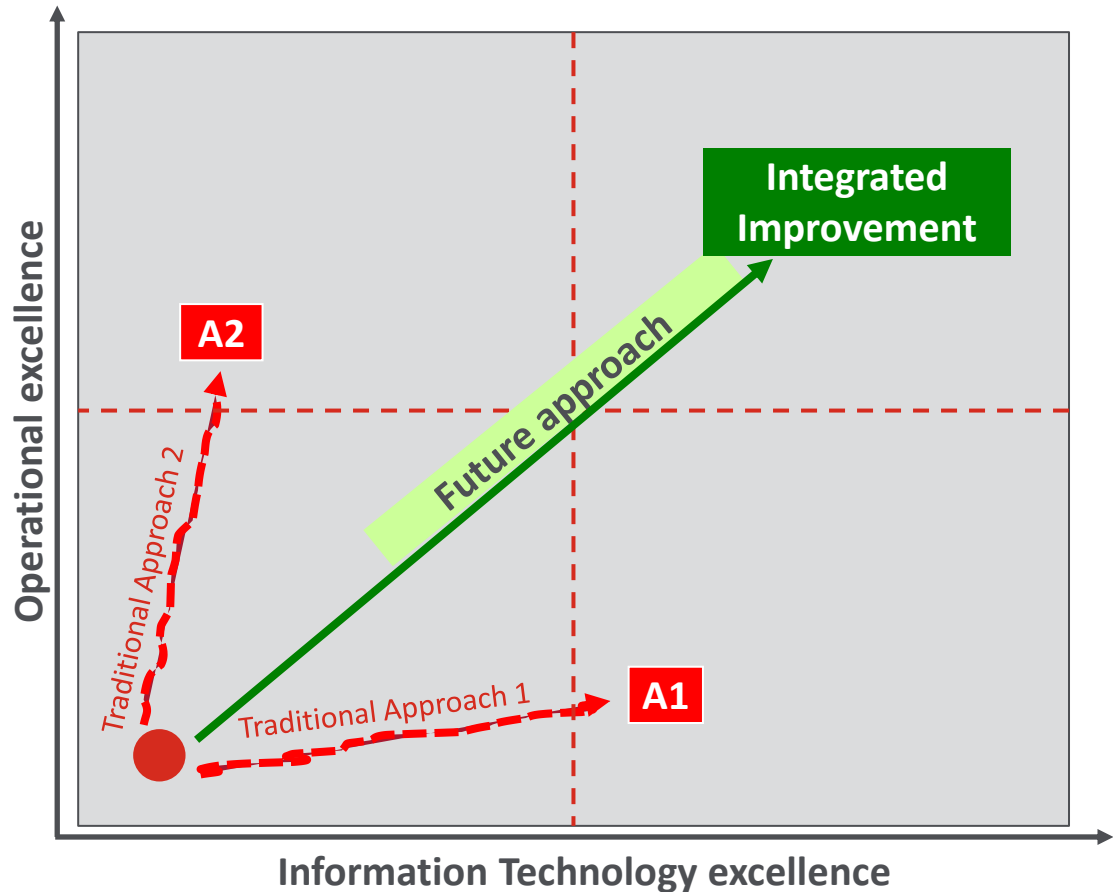 Operational excellence
Integrated
Improvement
A2
Future approach
Traditional Approach 2
Traditional Approach 1
A1
Information Technology excellence